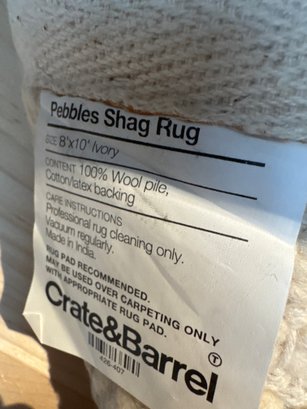 Pebbles Shag Rug
SIZE 8'x10' Ivory
CONTENT 100% Wool pile,
Cotton/latex backing
CARE INSTRUCTIONS
Professional rug cleaning only.
Vacuum regularly.
Made in India.
RUG PAD RECOMMENDED.
MAY BE USED OVER CARPETING ONLY
WITH APPROPRIATE RUG PAD.
Crate&Barrel Ⓣ
426-407